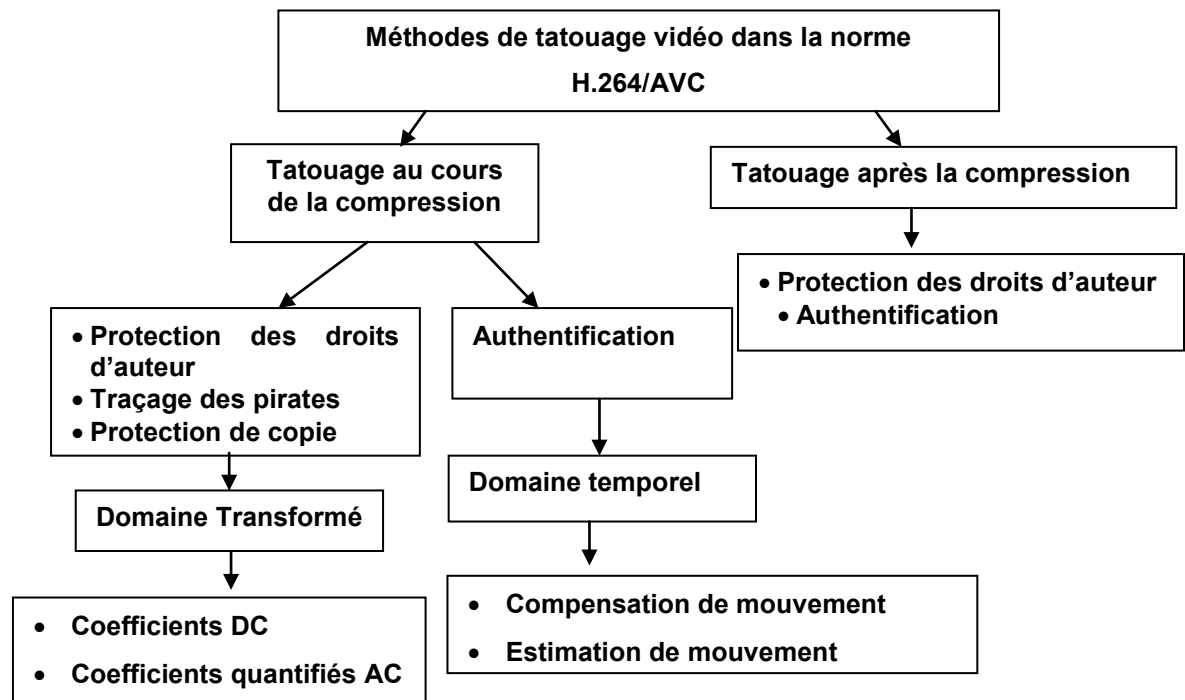 Méthodes de tatouage vidéo dans la norme
H.264/AVC
Tatouage au cours
de la compression
Tatouage après la compression
• Protection des droits
d’auteur
• Traçage des pirates
• Protection de copie
Authentification
• Protection des droits d’auteur
• Authentification
Domaine Transformé
Domaine temporel
• Coefficients DC
• Coefficients quantifiés AC
• Compensation de mouvement
• Estimation de mouvement